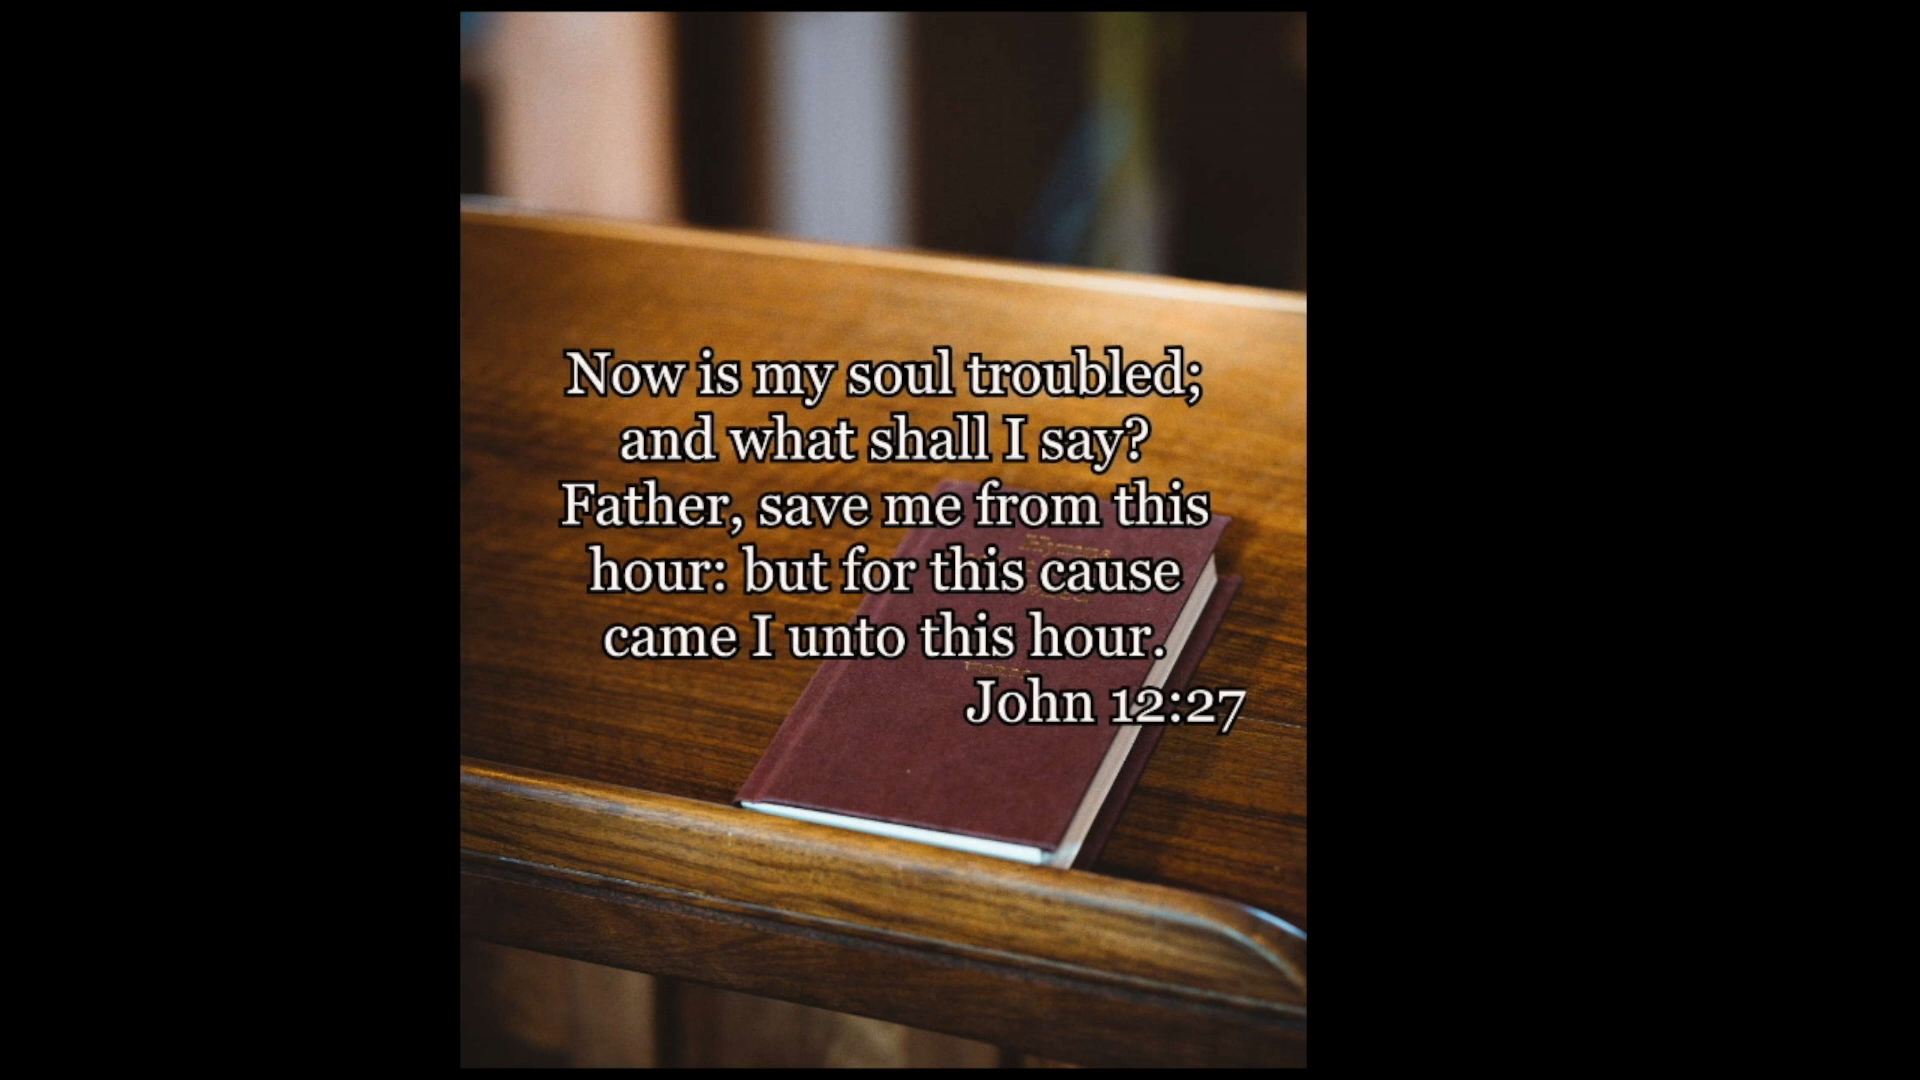 Now is my soul troubled;
and what shall I say?
Father, save me from this
hour: but for this cause
came I unto this hour.
John 12:27